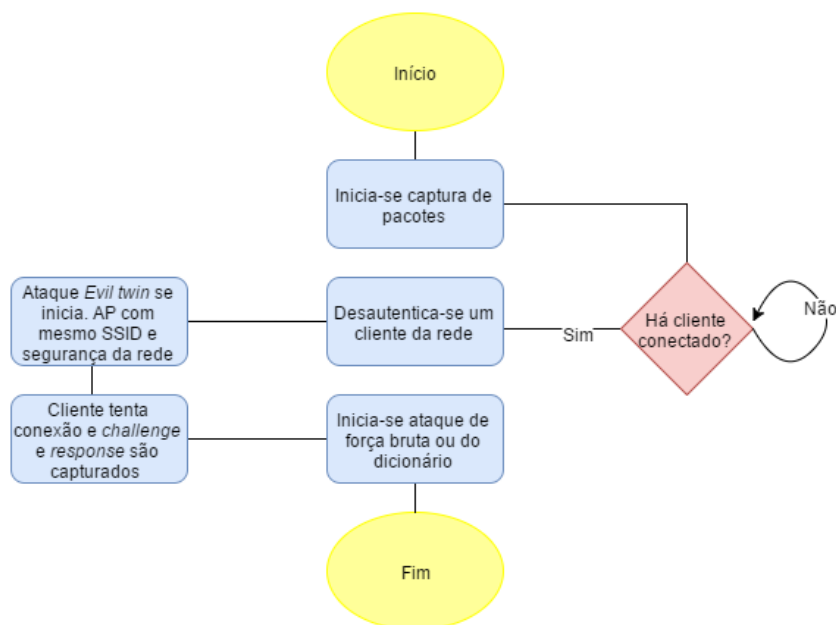 Início
Inicia-se captura de
pacotes
Há cliente
conectado?
Não
Sim
Desautentica-se um
cliente da rede
Ataque Evil twin se
inicia. AP com
mesmo SSID e
segurança da rede
Cliente tenta
conexão e challenge
e response são
capturados
Inicia-se ataque de
força bruta ou do
dicionário
Fim